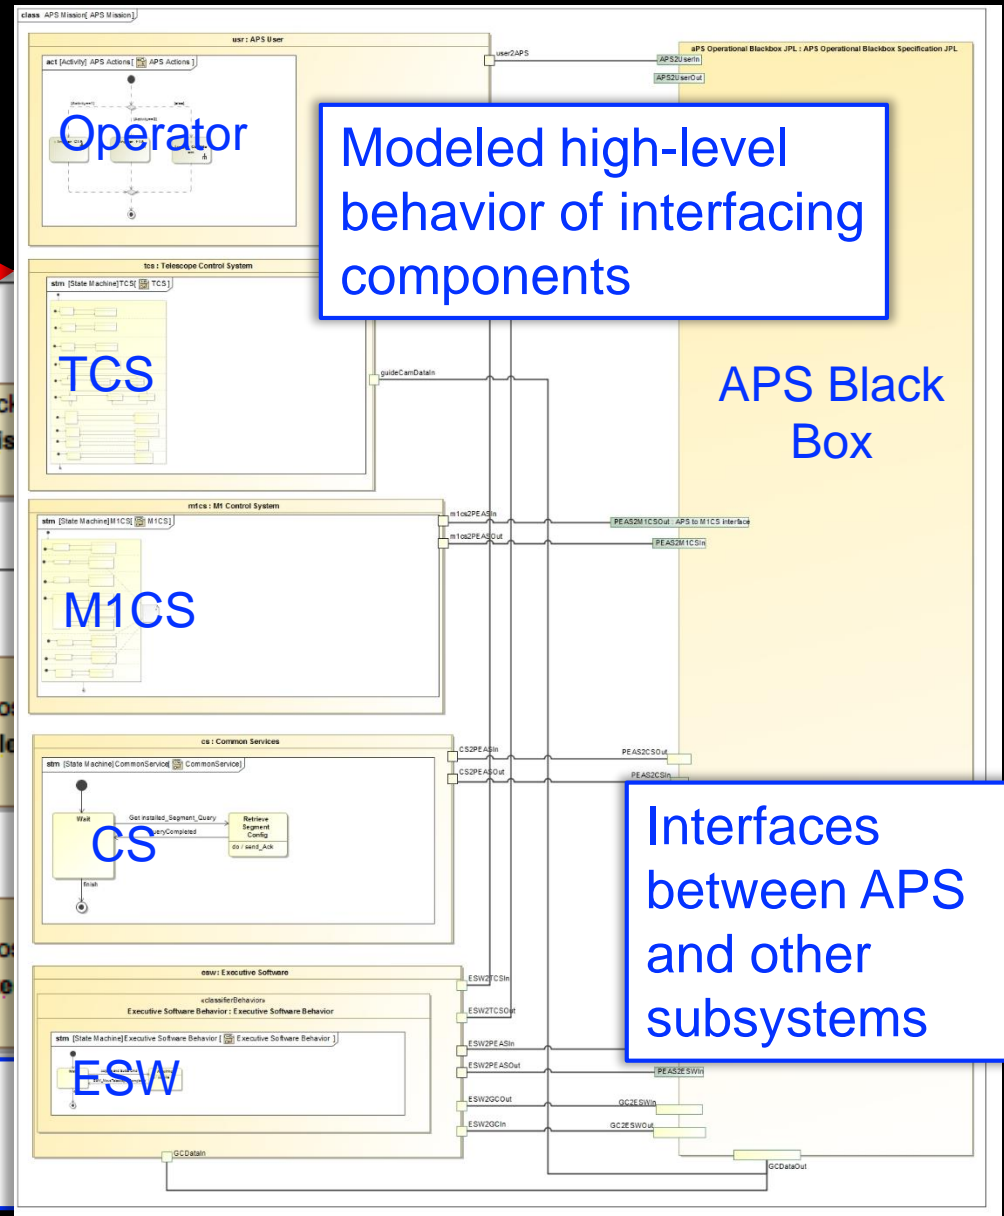 class APS Mission[ APS Mission]
usr : APS User
act [Activity] APS Actions [ APS Actions ]
Operator
user2APS
aPS Operational Blackbox JPL : APS Operational Blackbox Specification JPL
APS2UserIn
APS2UserOut
Modeled high-level
behavior of interfacing
components
tcs : Telescope Control System
stm [State Machine]TCS[ TCS ]
TCS
guideCamDataIn
APS Black
Box
m1cs : M1 Control System
stm [State Machine]M1CS[ M1CS]
M1CS
m1cs2PEASIn
m1cs2PEASOut
PEAS2M1CSOut : APS to M1CS interface
PEAS2M1CSIn
cs : Common Services
stm [State Machine]CommonService[ CommonService]
Wait
Get installed_Segment_Query
Retrieve
Segment
Config
do / send_Ack
CS
finish
CS2PEASIn
CS2PEASOut
PEAS2CSOut
PEAS2CSIn
Interfaces
between APS
and other
subsystems
esw : Executive Software
«classifierBehavior»
Executive Software Behavior : Executive Software Behavior
stm [State Machine]Executive Software Behavior [ Executive Software Behavior ]
ESW
ESW2TCSIn
ESW2TCSOut
ESW2PEASIn
ESW2PEASOut
PEAS2ESWIn
ESW2GCOut
GC2ESWIn
ESW2GCIn
GC2ESWOut
GCDataIn
GCDataOut